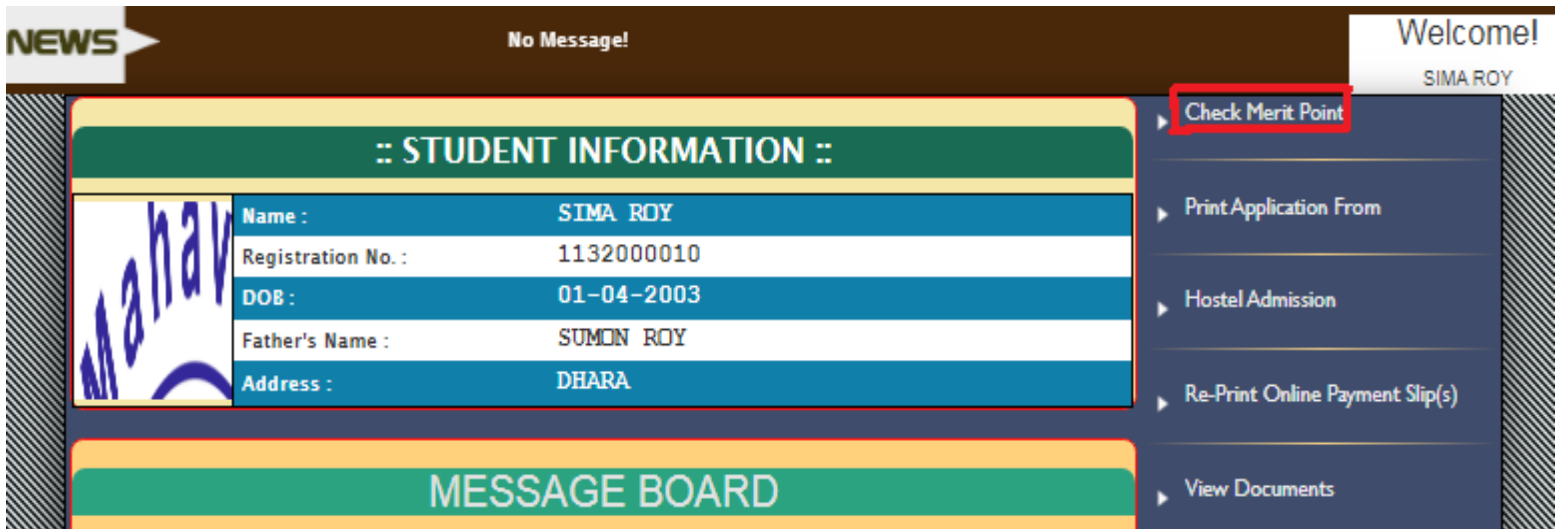 NEWS
No Message!
Welcome!
SIMA ROY
:: STUDENT INFORMATION ::
Name : SIMA ROY
Registration No. : 1132000010
DOB : 01-04-2003
Father's Name : SUMON ROY
Address : DHARA
Mahav
MESSAGE BOARD
Check Merit Point
Print Application From
Hostel Admission
Re-Print Online Payment Slip(s)
View Documents